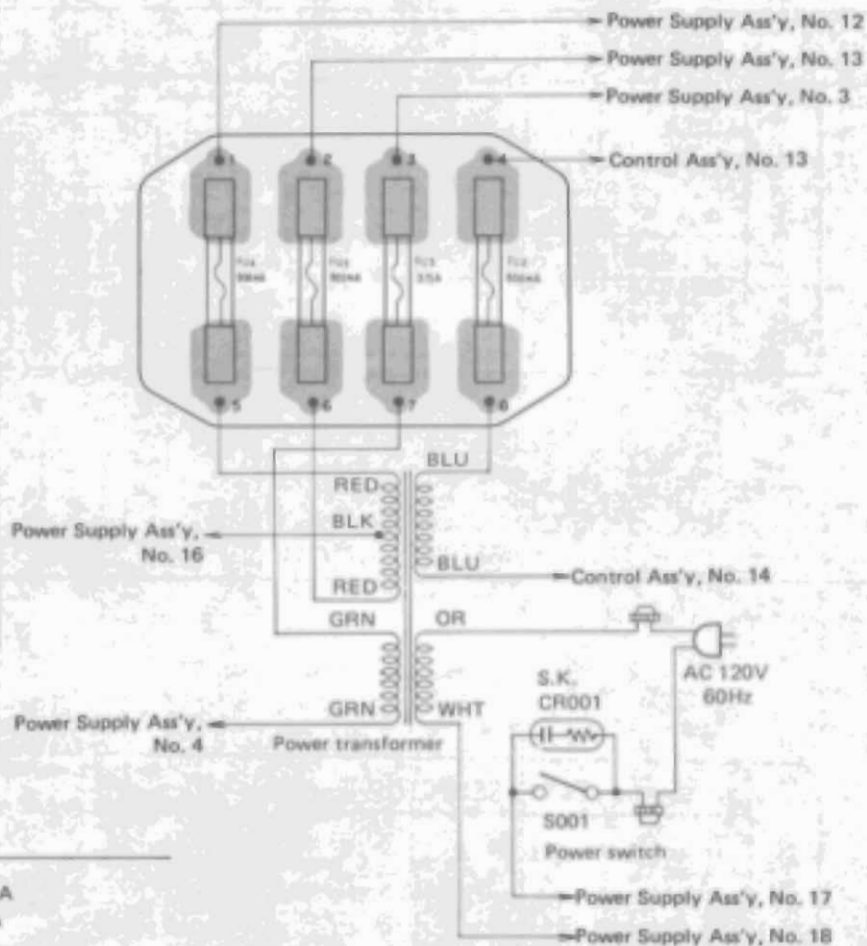 Power Supply Ass'y, No. 12
Power Supply Ass'y, No. 13
Power Supply Ass'y, No. 3
Control Ass'y, No. 13
1
2
3
4
5
6
7
8
RED
BLU
BLK
Power Supply Ass'y,
No. 16
BLU
Control Ass'y, No. 14
RED
GRN
OR
AC 120V
60Hz
S.K.
CR001
GRN
WHT
Power Supply Ass'y,
No. 4
Power transformer
S001
Power switch
A
Power Supply Ass'y, No. 17
Power Supply Ass'y, No. 18